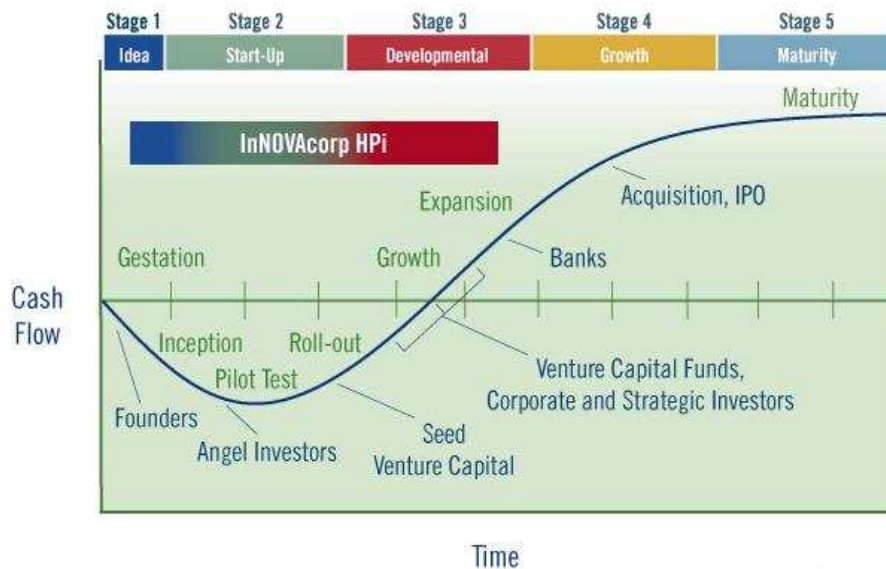 Stage 1 Stage 2 Stage 3 Stage 4 Stage 5
Idea Start-Up Developmental Growth Maturity
Maturity
InNOVAcorp HPi
Acquisition, IPO
Expansion
Gestation Growth Banks
Cash
Flow
Inception Roll-out
Pilot Test
Venture Capital Funds,
Corporate and Strategic Investors
Founders
Angel Investors
Seed
Venture Capital
Time